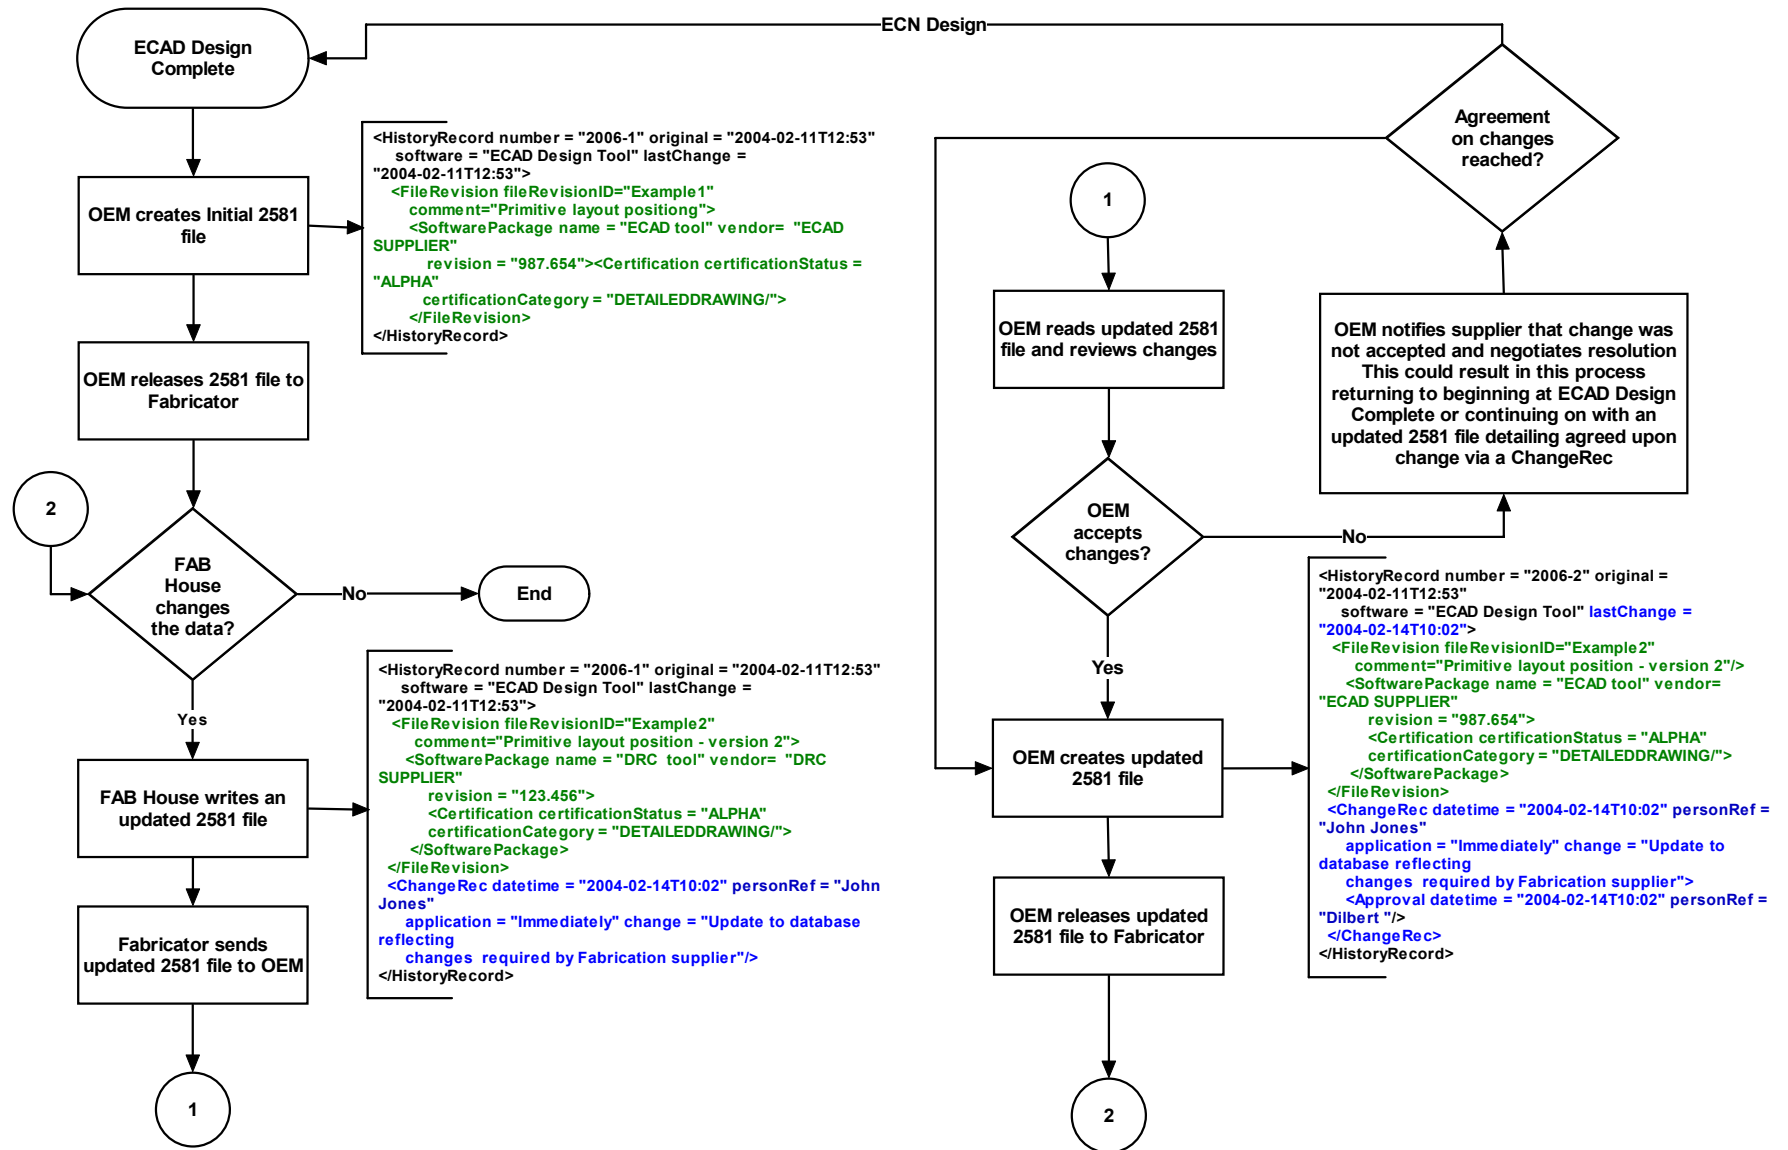 ECN Design
ECAD Design
Complete
<HistoryRecord number = "2006-1" original = "2004-02-11T12:53"
software = "ECAD Design Tool" lastChange =
"2004-02-11T12:53">
<FileRevision fileRevisionID="Example1"
comment="Primitive layout positiong">
<SoftwarePackage name = "ECAD tool" vendor= "ECAD
SUPPLIER"
revision = "987.654"><Certification certificationStatus =
"ALPHA"
certificationCategory = "DETAILEDDRAWING/">
</FileRevision>
</HistoryRecord>
OEM creates Initial 2581
file
OEM releases 2581 file to
Fabricator
2
FAB
House
changes
the data?
No
End
Yes
FAB House writes an
updated 2581 file
<HistoryRecord number = "2006-1" original = "2004-02-11T12:53"
software = "ECAD Design Tool" lastChange =
"2004-02-11T12:53">
<FileRevision fileRevisionID="Example2"
comment="Primitive layout position - version 2">
<SoftwarePackage name = "DRC tool" vendor= "DRC
SUPPLIER"
revision = "123.456">
<Certification certificationStatus = "ALPHA"
certificationCategory = "DETAILEDDRAWING/">
</SoftwarePackage>
</FileRevision>
<ChangeRec datetime = "2004-02-14T10:02" personRef = "John
Jones"
application = "Immediately" change = "Update to database
reflecting
changes required by Fabrication supplier"/>
</HistoryRecord>
Fabricator sends
updated 2581 file to OEM
1
1
OEM reads updated 2581
file and reviews changes
OEM
accepts
changes?
No
Yes
Agreement
on changes
reached?
OEM notifies supplier that change was
not accepted and negotiates resolution
This could result in this process
returning to beginning at ECAD Design
Complete or continuing on with an
updated 2581 file detailing agreed upon
change via a ChangeRec
OEM creates updated
2581 file
<HistoryRecord number = "2006-2" original =
"2004-02-11T12:53"
software = "ECAD Design Tool" lastChange =
"2004-02-14T10:02">
<FileRevision fileRevisionID="Example2"
comment="Primitive layout position - version 2"/>
<SoftwarePackage name = "ECAD tool" vendor=
"ECAD SUPPLIER"
revision = "987.654">
<Certification certificationStatus = "ALPHA"
certificationCategory = "DETAILEDDRAWING/">
</SoftwarePackage>
</FileRevision>
<ChangeRec datetime = "2004-02-14T10:02" personRef =
"John Jones"
application = "Immediately" change = "Update to
database reflecting
changes required by Fabrication supplier">
<Approval datetime = "2004-02-14T10:02" personRef =
"Dilbert "/>
</ChangeRec>
</HistoryRecord>
OEM releases updated
2581 file to Fabricator
2